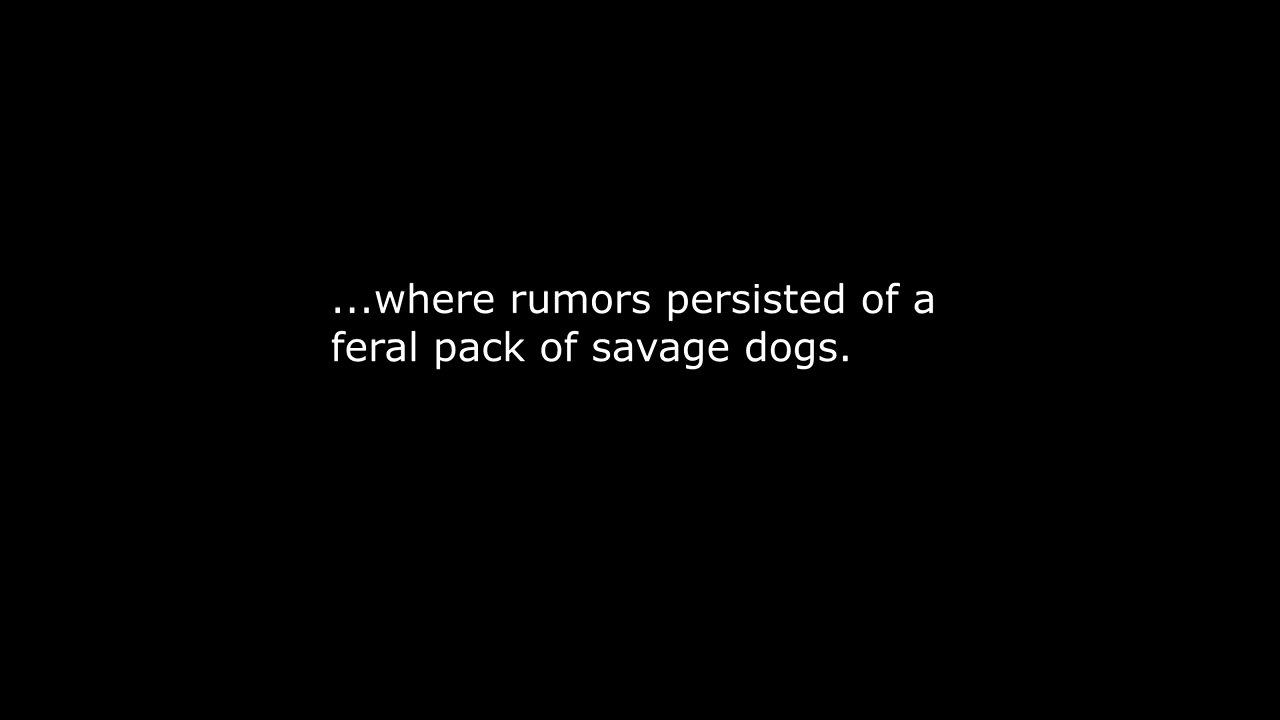 ...where rumors persisted of a
feral pack of savage dogs.